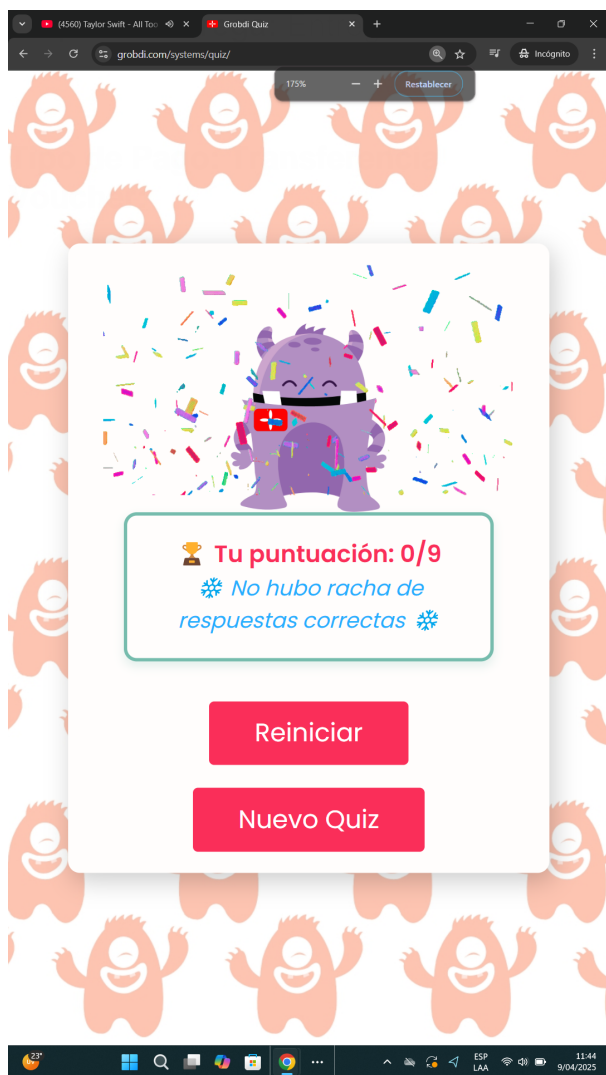 (4560) Taylor Swift - All Too
Grobdi Quiz
grobdi.com/systems/quiz/
Incógnito
175%
Restablecer
Tu puntuación: 0/9
No hubo racha de
respuestas correctas
Reiniciar
Nuevo Quiz
23°
ESP
LAA
11:44
9/04/2025